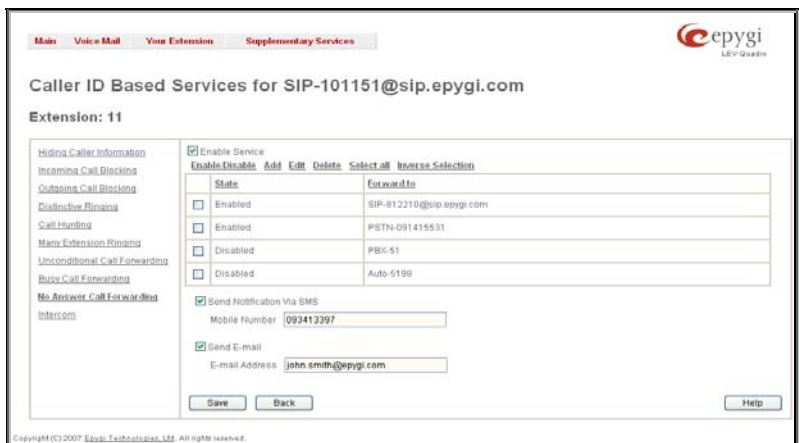 Main Voice Mail Your Extension Supplementary Services
epygi
LEV-Quadro
Caller ID Based Services for SIP-101151@sip.epygi.com
Extension: 11
Hiding Caller Information
Incoming Call Blocking
Outgoing Call Blocking
Distinctive Ringing
Call Hunting
Many Extension Ringing
Unconditional Call Forwarding
Busy Call Forwarding
No Answer Call Forwarding
Intercom
Enable Service
Enable/Disable Add Edit Delete Select all Inverse Selection
State Forward to
Enabled SIP-812210@sip.epygi.com
Enabled PSTN-091415531
Disabled PBX-51
Disabled Auto-5199
Send Notification Via SMS
Mobile Number 093413397
Send E-mail
E-mail Address john.smith@epygi.com
Save Back Help
Copyright (C) 2007 Epygi Technologies, Ltd. All rights reserved.